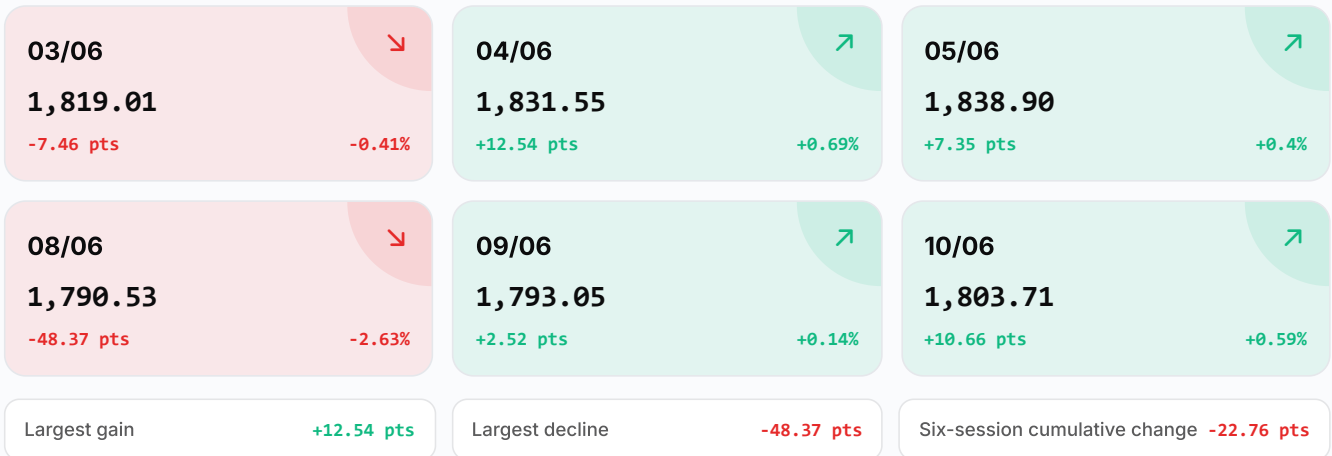 03/06
1,819.01
-7.46 pts -0.41%
04/06
1,831.55
+12.54 pts +0.69%
05/06
1,838.90
+7.35 pts +0.4%
08/06
1,790.53
-48.37 pts -2.63%
09/06
1,793.05
+2.52 pts +0.14%
10/06
1,803.71
+10.66 pts +0.59%
Largest gain +12.54 pts
Largest decline -48.37 pts
Six-session cumulative change -22.76 pts